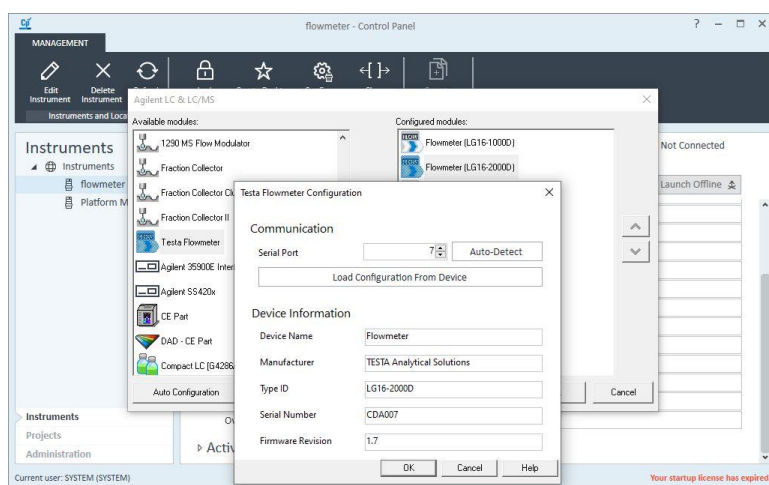 flowmeter - Control Panel
MANAGEMENT
Edit Instrument
Delete Instrument
Instruments and Loca
Agilent LC & LC/MS
Available modules:
1290 MS Flow Modulator
Fraction Collector
Fraction Collector Clu
Fraction Collector II
Testa Flowmeter
Agilent 35900E Inter
Agilent SS420x
CE Part
DAD - CE Part
Compact LC (G4286
Auto Configuration
Configured modules:
Flowmeter (LG16-1000D)
Flowmeter (LG16-2000D)
Cancel
Instruments
Instruments
flowmeter
Platform M
Not Connected
Launch Offline
Testa Flowmeter Configuration
Communication
Serial Port 7 Auto-Detect
Load Configuration From Device
Device Information
Device Name Flowmeter
Manufacturer TESTA Analytical Solutions
Type ID LG16-2000D
Serial Number CDA007
Firmware Revision 1.7
OK Cancel Help
Instruments
Projects
Administration
Ov
Activ
Current user: SYSTEM (SYSTEM)
Your startup license has expired